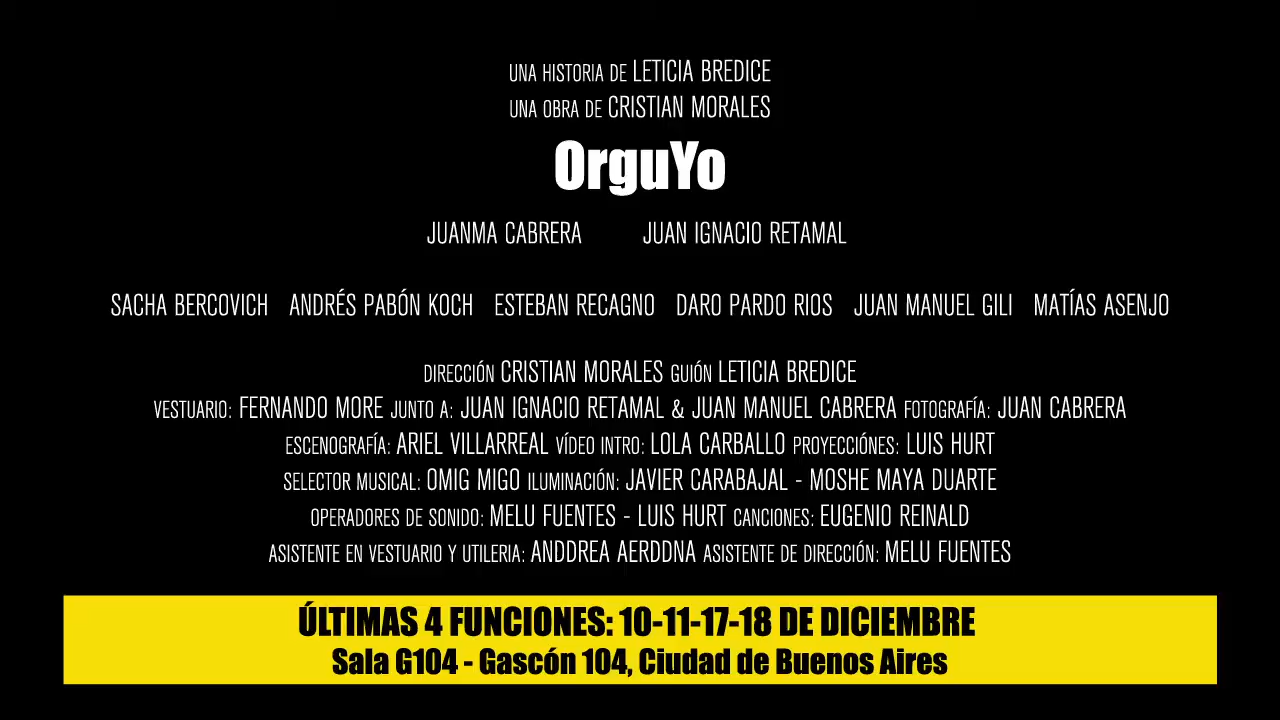 UNA HISTORIA DE LETICIA BREDICE
UNA OBRA DE CRISTIAN MORALES
OrguYo
JUANMA CABRERA JUAN IGNACIO RETAMAL
SACHA BERCOVICH ANDRÉS PABÓN KOCH ESTEBAN RECAGNO DARO PARDO RIOS JUAN MANUEL GILI MATÍAS ASENJO
DIRECCIÓN CRISTIAN MORALES GUIÓN LETICIA BREDICE
VESTUARIO: FERNANDO MORE JUNTO A: JUAN IGNACIO RETAMAL & JUAN MANUEL CABRERA FOTOGRAFÍA: JUAN CABRERA
ESCENOGRAFÍA: ARIEL VILLARREAL VÍDEO INTRO: LOLA CARBALLO PROYECCIÓNES: LUIS HURT
SELECTOR MUSICAL: OMIG MIGO ILUMINACIÓN: JAVIER CARABAJAL - MOSHE MAYA DUARTE
OPERADORES DE SONIDO: MELU FUENTES - LUIS HURT CANCIONES: EUGENIO REINALD
ASISTENTE EN VESTUARIO Y UTILERIA: ANDDREA AERDDNA ASISTENTE DE DIRECCIÓN: MELU FUENTES
ÚLTIMAS 4 FUNCIONES: 10-11-17-18 DE DICIEMBRE
Sala G104 - Gascón 104, Ciudad de Buenos Aires